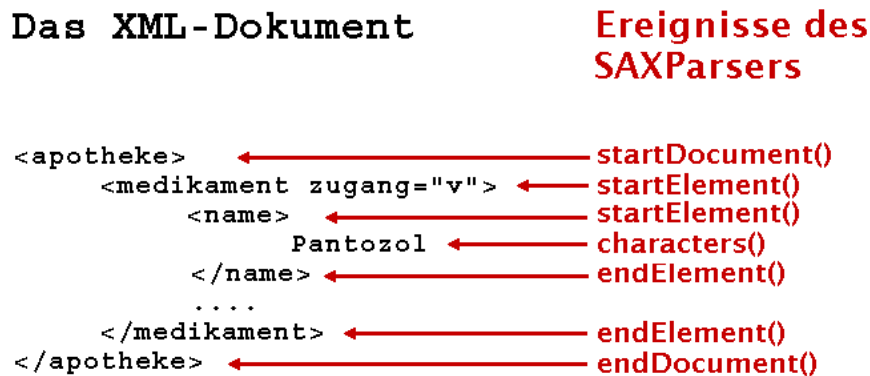 Das XML-Dokument
Ereignisse des
SAXParsers
<apotheke> startDocument()
<medikament zugang="v"> startElement()
<name> startElement()
Pantozol characters()
</name> endElement()
....
</medikament> endElement()
</apotheke> endDocument()